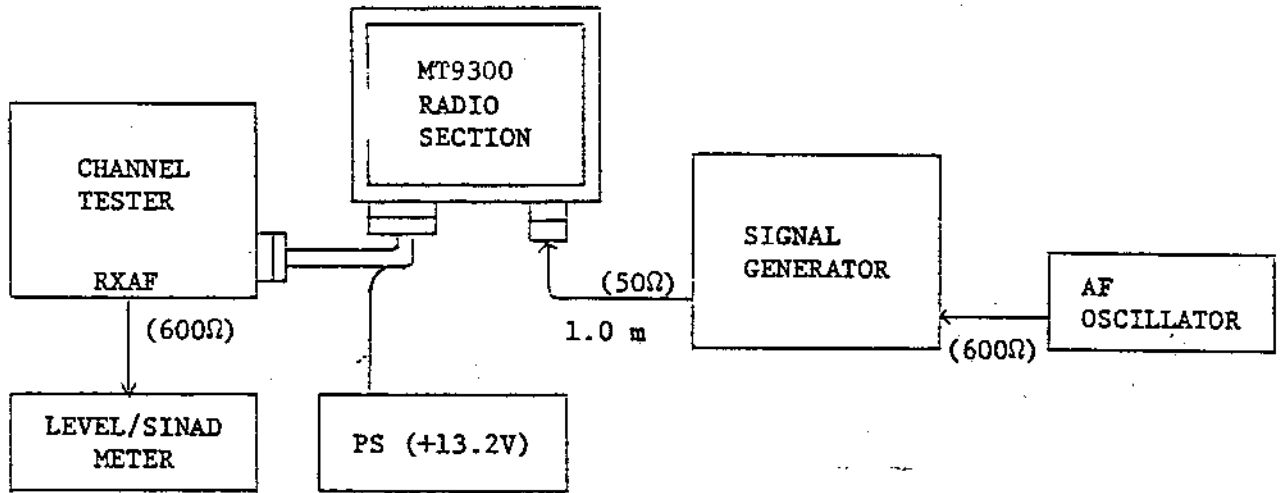 MT9300
RADIO
SECTION
CHANNEL
TESTER
RXAF
(600Ω)
LEVEL/SINAD
METER
PS (+13.2V)
(50Ω)
1.0 m
SIGNAL
GENERATOR
(600Ω)
AF
OSCILLATOR